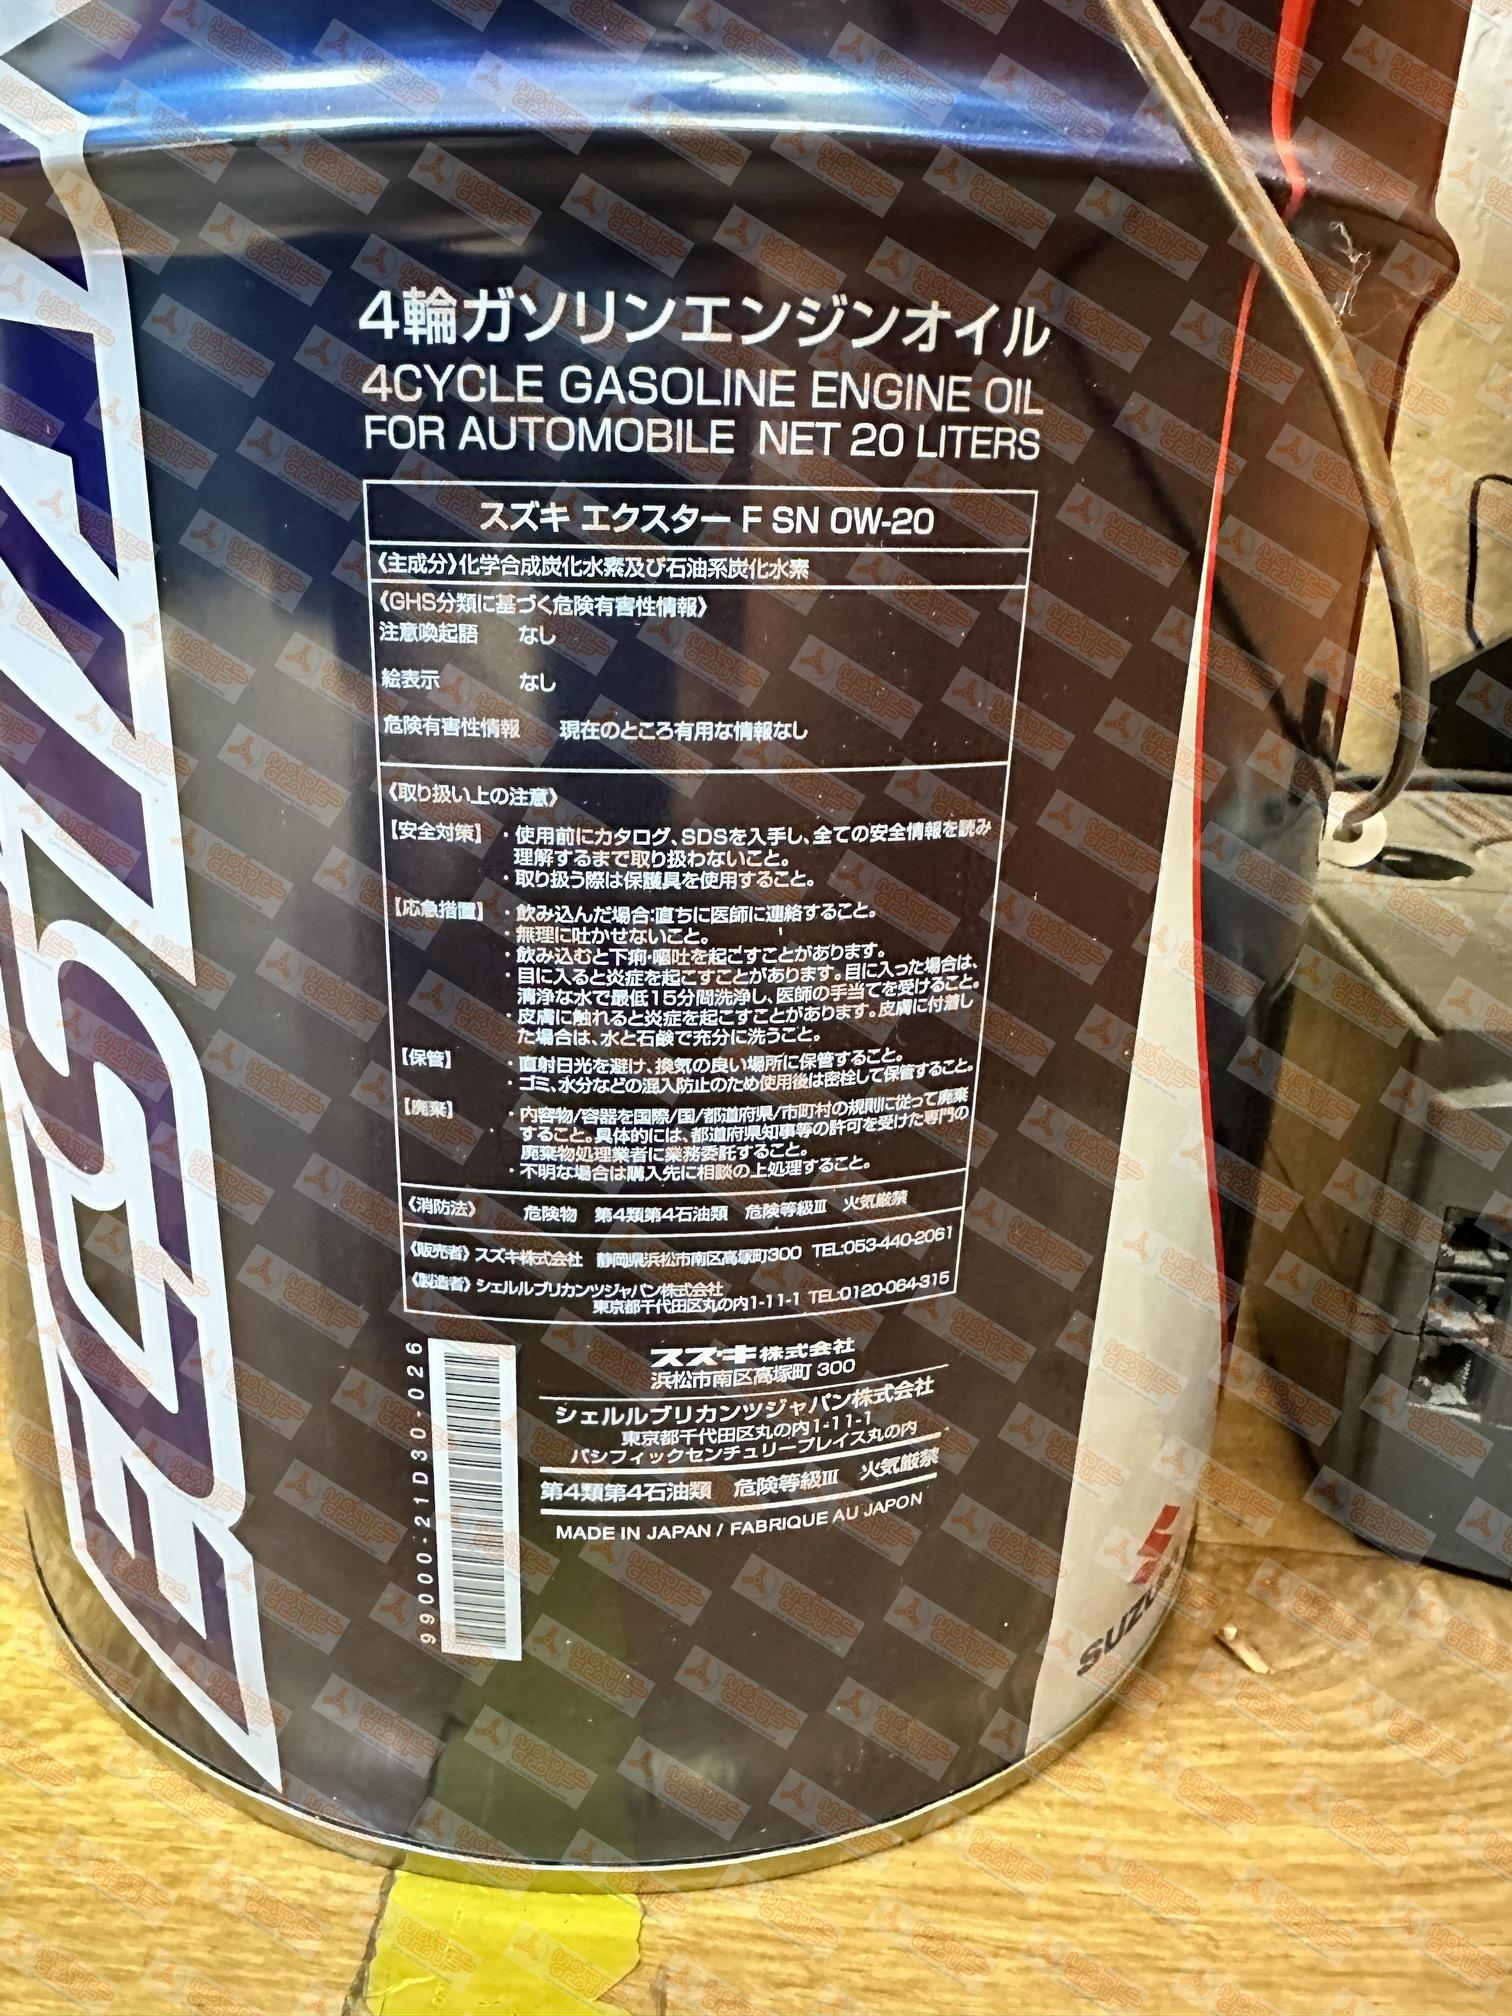 ECSTAR
4輪ガソリンエンジンオイル
4CYCLE GASOLINE ENGINE OIL
FOR AUTOMOBILE NET 20 LITERS
スズキ エクスター F SN 0W-20
《主成分》化学合成炭化水素及び石油系炭化水素
《GHS分類に基づく危険有害性情報》
注意喚起語 なし
絵表示 なし
危険有害性情報 現在のところ有用な情報なし
《取り扱い上の注意》
【安全対策】・使用前にカタログ、SDSを入手し、全ての安全情報を読み
理解するまで取り扱わないこと。
・取り扱う際は保護具を使用すること。
【応急措置】・飲み込んだ場合:直ちに医師に連絡すること。
・無理に吐かせないこと。
・飲み込むと下痢・嘔吐を起こすことがあります。
・目に入ると炎症を起こすことがあります。目に入った場合は、
清浄な水で最低15分間洗浄し、医師の手当てを受けること。
・皮膚に触れると炎症を起こすことがあります。皮膚に付着し
た場合は、水と石鹸で充分に洗うこと。
【保管】・直射日光を避け、換気の良い場所に保管すること。
・ゴミ、水分などの混入防止のため使用後は密栓して保管すること。
【廃棄】・内容物/容器を国際/国/都道府県/市町村の規則に従って廃棄
すること。具体的には、都道府県知事等の許可を受けた専門の
廃棄物処理業者に業務委託すること。
・不明な場合は購入先に相談の上処理すること。
《消防法》 危険物 第4類第4石油類 危険等級Ⅲ 火気厳禁
《販売者》スズキ株式会社 静岡県浜松市南区高塚町300 TEL:053-440-2061
《製造者》シェルルブリカンツジャパン株式会社
東京都千代田区丸の内1-11-1 TEL:0120-064-315
99000-21D30-026
スズキ株式会社
浜松市南区高塚町 300
シェルルブリカンツジャパン株式会社
東京都千代田区丸の内1-11-1
パシフィックセンチュリープレイス丸の内
第4類第4石油類 危険等級Ⅲ 火気厳禁
MADE IN JAPAN / FABRIQUE AU JAPON
SUZUKI